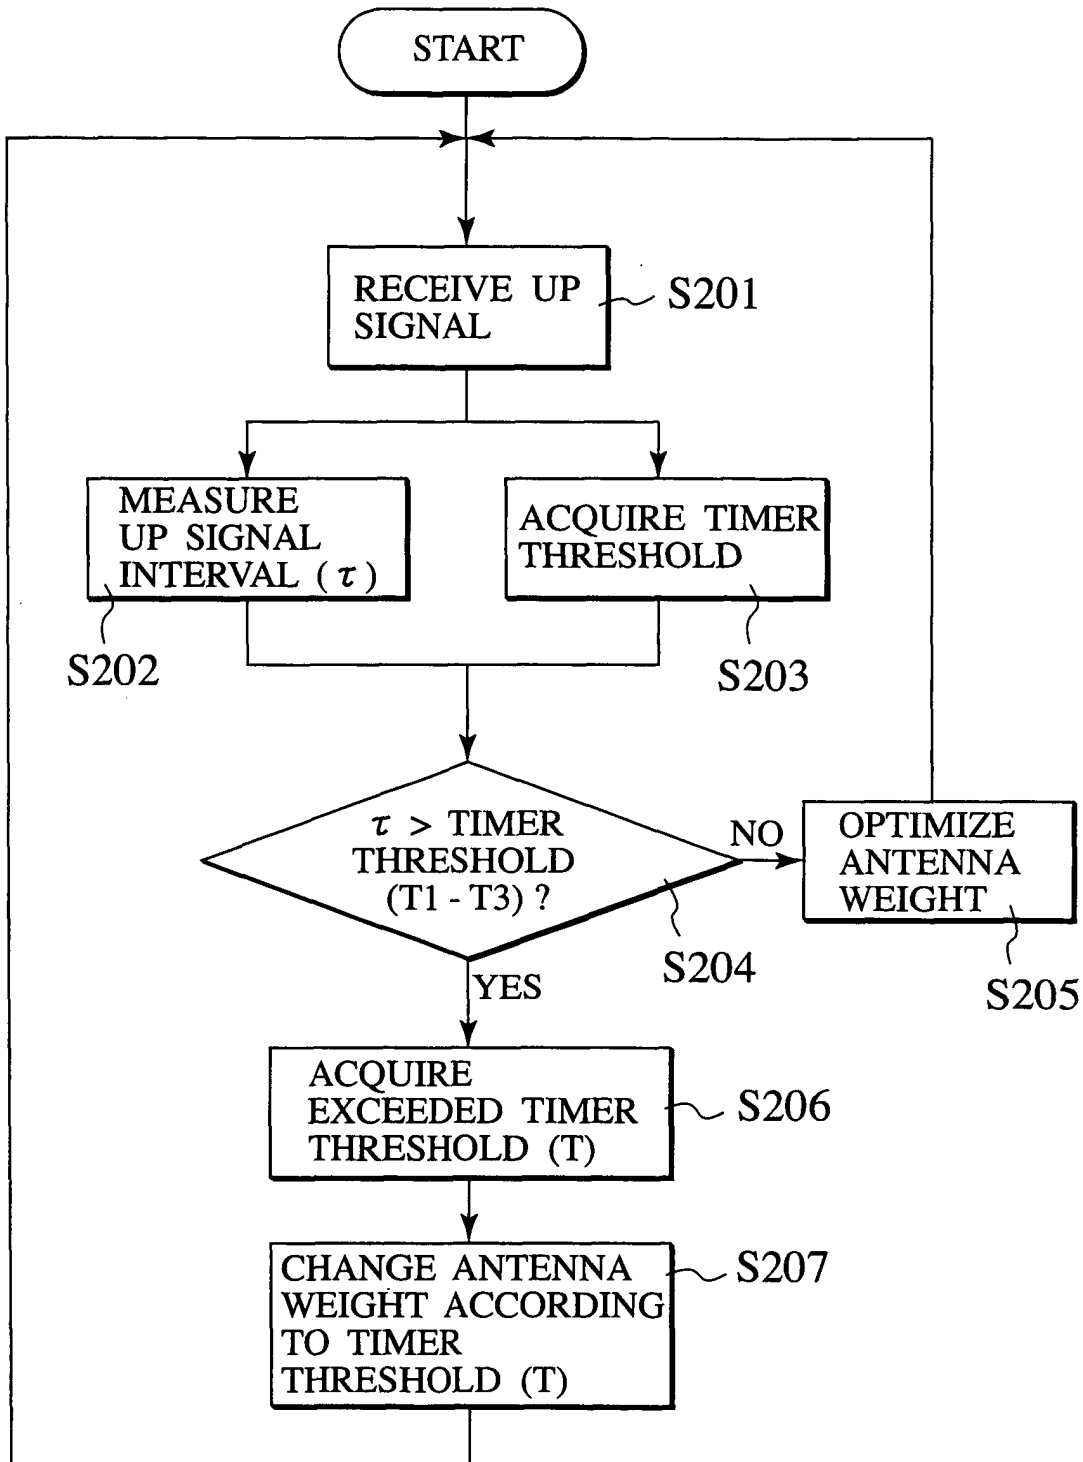 START
RECEIVE UP
SIGNAL
S201
MEASURE
UP SIGNAL
INTERVAL (τ)
S202
ACQUIRE TIMER
THRESHOLD
S203
τ > TIMER
THRESHOLD
(T1 - T3) ?
S204
NO
OPTIMIZE
ANTENNA
WEIGHT
S205
YES
ACQUIRE
EXCEEDED TIMER
THRESHOLD (T)
S206
CHANGE ANTENNA
WEIGHT ACCORDING
TO TIMER
THRESHOLD (T)
S207